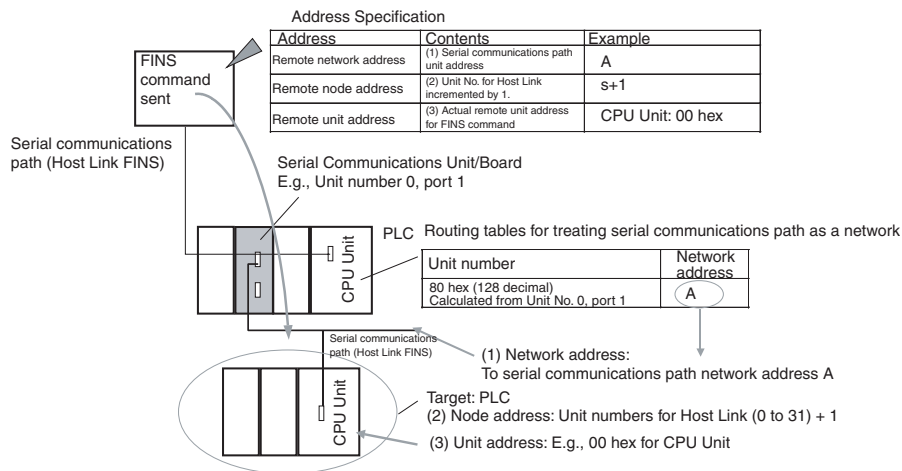 Address Specification
Address Contents Example
Remote network address (1) Serial communications path unit address A
Remote node address (2) Unit No. for Host Link incremented by 1. s+1
Remote unit address (3) Actual remote unit address for FINS command CPU Unit: 00 hex
FINS
command
sent
Serial communications
path (Host Link FINS)
Serial Communications Unit/Board
E.g., Unit number 0, port 1
CPU Unit
PLC
Routing tables for treating serial communications path as a network
Unit number Network address
80 hex (128 decimal)
Calculated from Unit No. 0, port 1 A
Serial communications
path (Host Link FINS)
(1) Network address:
To serial communications path network address A
CPU Unit
Target: PLC
(2) Node address: Unit numbers for Host Link (0 to 31) + 1
(3) Unit address: E.g., 00 hex for CPU Unit